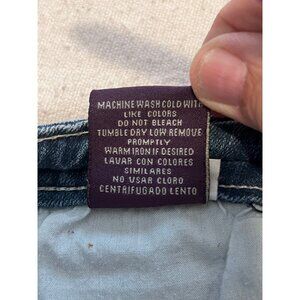 MACHINE WASH COLD WITH
LIKE COLORS
DO NOT BLEACH
TUMBLE DRY LOW REMOVE
PROMPTLY
WARM IRON IF DESIRED
LAVAR CON COLORES
SIMILARES
NO USAR CLORO
CENTRIFUGADO LENTO